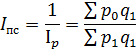 Iпс = 1/Ip = ∑ p0q1 / ∑ p1q1